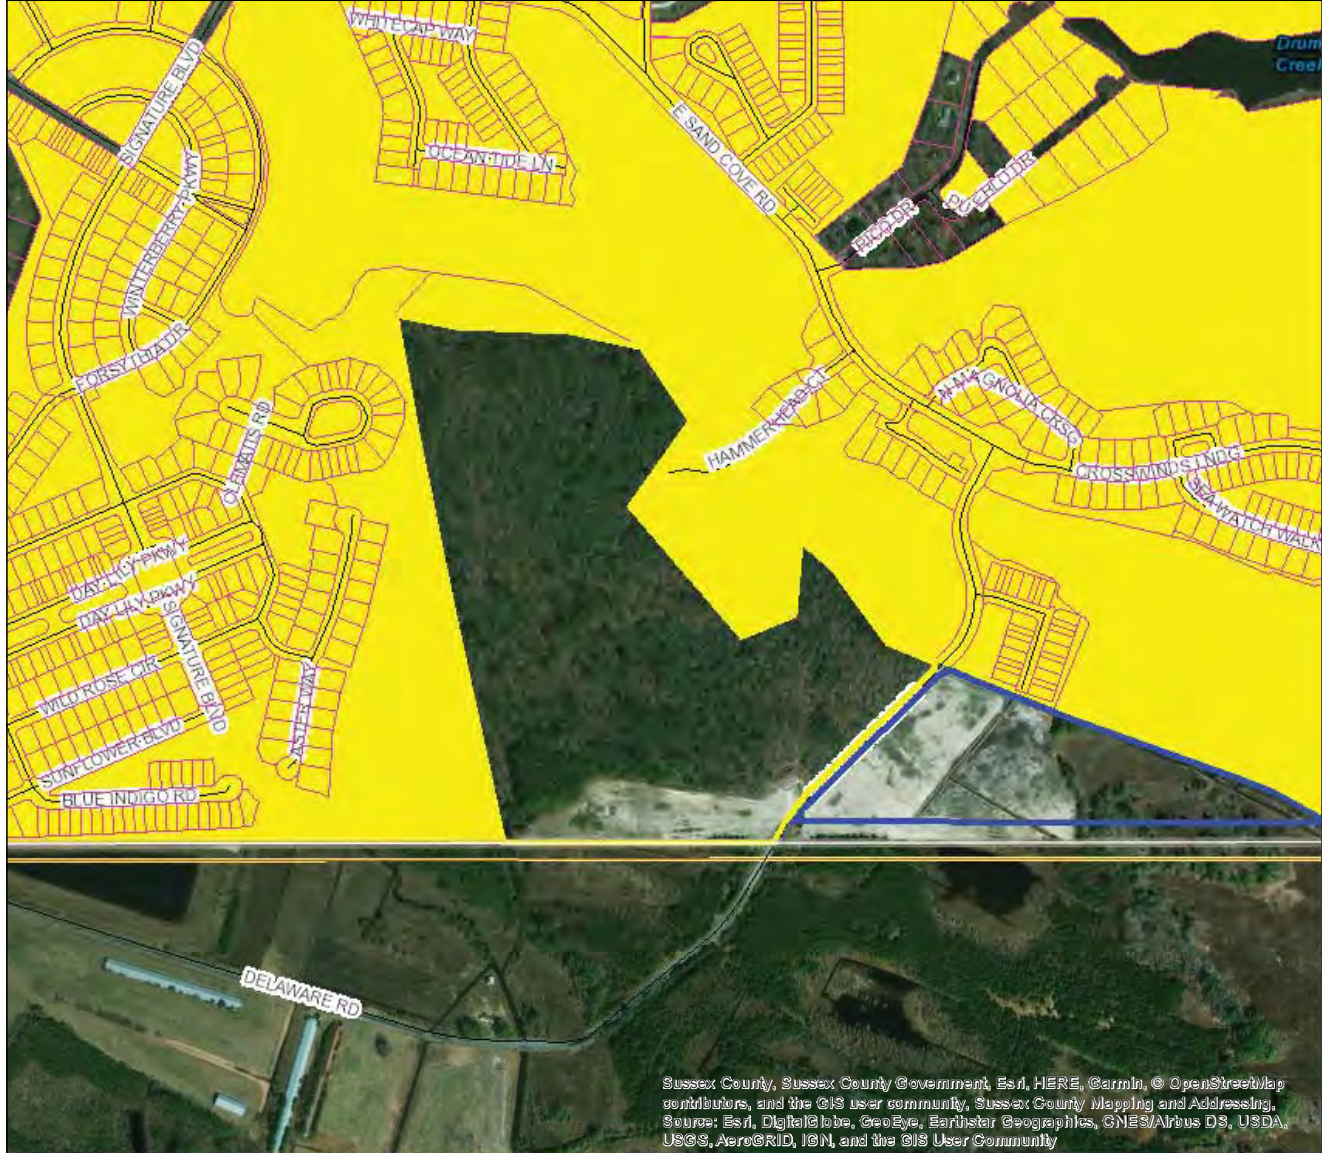 WHITECAP WAY
Drum
Creek
SIGNATURE BLVD
E SAND COVE RD
OCEAN TIDE LN
WINTERBERRY PKWY
RICO DR
FORSYTHIA DR
HAMMERHEAD CT
N MAGNOLIA CRSG
CLEMATIS RD
CROSSWINDS LNDG
SEA WATCH WALK
DAY LILY PKWY
DAY LILY PKWY
SIGNATURE BLVD
WILD ROSE CIR
ASTER WAY
SUNFLOWER BLVD
BLUE INDIGO RD
DELAWARE RD
Sussex County, Sussex County Government, Esri, HERE, Garmin, © OpenStreetMap
contributors, and the GIS user community, Sussex County Mapping and Addressing,
Source: Esri, DigitalGlobe, GeoEye, Earthstar Geographics, CNES/Airbus DS, USDA,
USGS, AeroGRID, IGN, and the GIS User Community